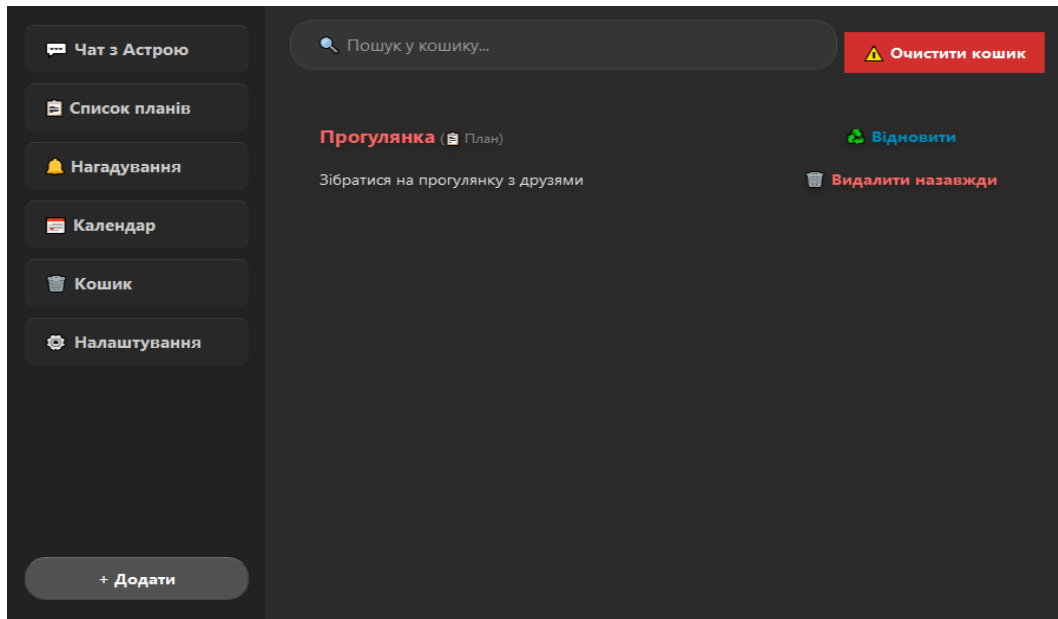 Чат з Астрою
Список планів
Нагадування
Календар
Кошик
Налаштування
+ Додати
Пошук у кошику...
Очистити кошик
Прогулянка (План)
Відновити
Зібратися на прогулянку з друзями
Видалити назавжди